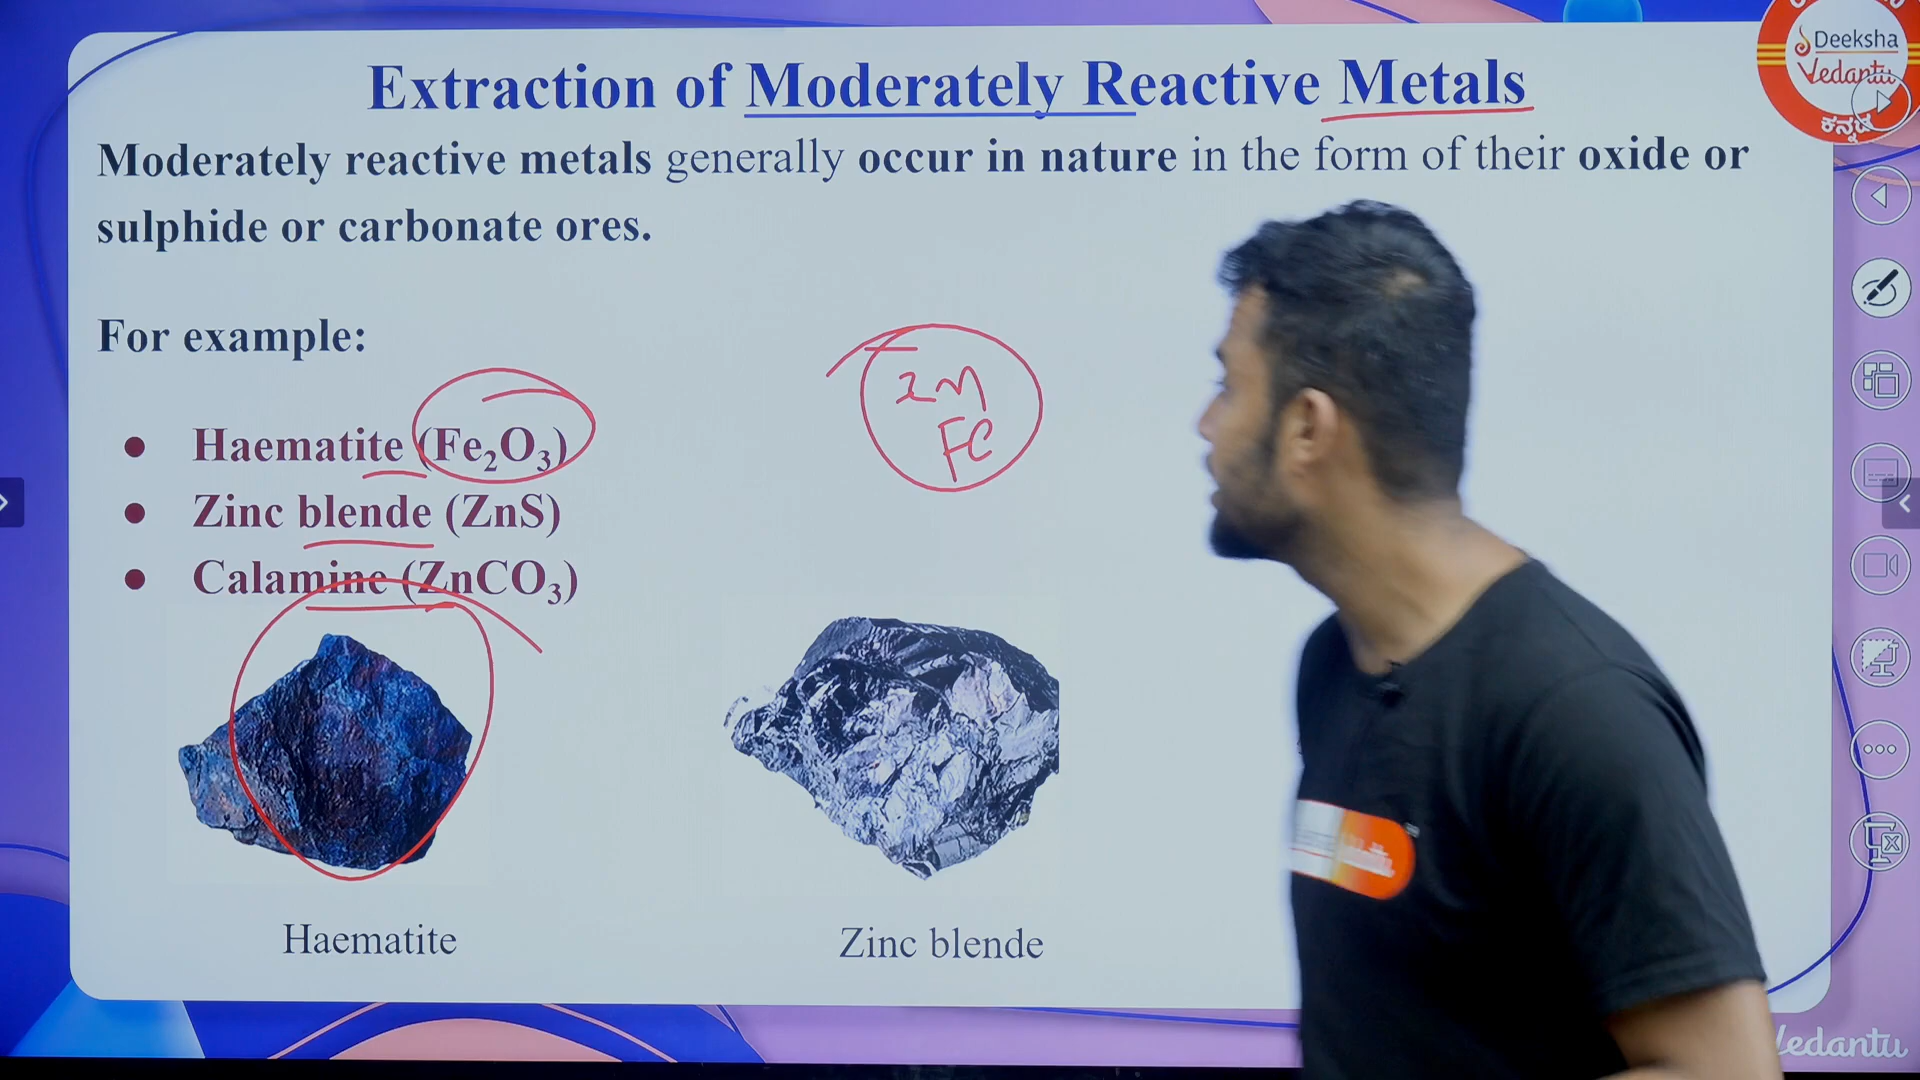 Extraction of Moderately Reactive Metals
Deeksha
Vedantu
ಕನ್ನಡ
Moderately reactive metals generally occur in nature in the form of their oxide or
sulphide or carbonate ores.
For example:
Zn
Fe
● Haematite (Fe₂O₃)
● Zinc blende (ZnS)
● Calamine (ZnCO₃)
Haematite
Zinc blende
Vedantu